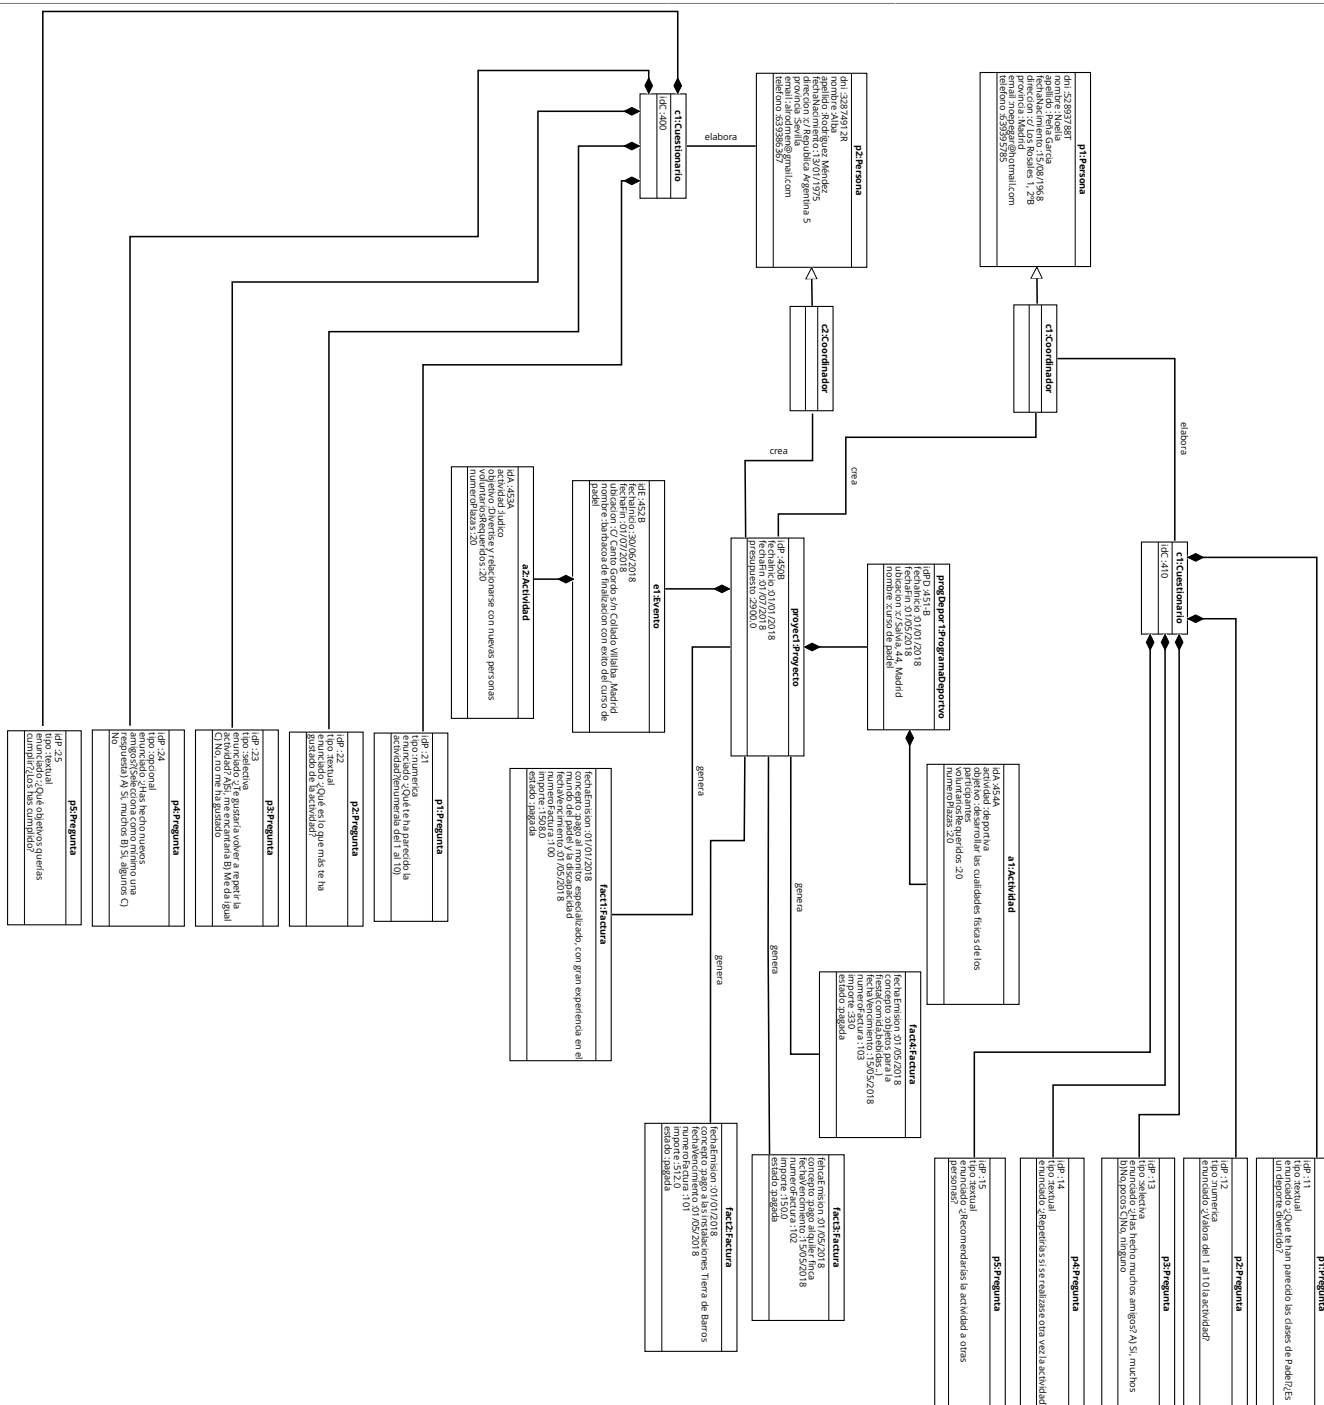 p1:Persona
dni :52893788T
nombre :Noelia
apellido :Peña García
fechaNacimiento :15/08/1968
direccion :c/ Los Rosales 1, 2ºB
provincia :Madrid
email :noepegar@hotmail.com
telefono :639395785
p2:Persona
dni :32874912R
nombre :Alba
apellido :Rodríguez Méndez
fechaNacimiento :13/01/1975
direccion :c/ Republica Argentina 5
provincia :Sevilla
email :alrodmen@gmail.com
telefono :639386367
c1:Cuestionario
idC :400
elabora
c1:Coordinador
c2:Coordinador
elabora
crea
crea
c1:Cuestionario
idC :410
progDepor1:ProgramaDeportvo
idPD :451-B
fechaInicio :01/01/2018
fechaFin :01/05/2018
ubicacion :c/ Salvia, 44, Madrid
nombre :curso de padel
proyec1:Proyecto
idP :450B
fechaInicio :01/01/2018
fechaFin :01/07/2018
presupuesto :2900.0
e1:Evento
idE :452B
fechaInicio :30/06/2018
fechaFin :01/07/2018
ubicacion :C/ Canto Gordo s/n Collado Villalba ,Madrid
nombre :barbacoa de finalizacion con exito del curso de
padel
a2:Actividad
idA :453A
actividad :ludico
objetivo :Divertise y relacionarse con nuevas personas
voluntariosRequeridos :20
numeroPlazas :20
a1:Actividad
idA :454A
actividad :deportiva
objetivo :desarrollar las cualidades físicas de los
participantes
voluntariosRequeridos :20
numeroPlazas :20
genera
genera
genera
genera
p1:Pregunta
idP :21
tipo :numerica
enunciado :¿Qué te ha parecido la
actividad?(enumerala del 1 al 10)
p2:Pregunta
idP :22
tipo :textual
enunciado :¿Qué es lo que más te ha
gustado de la actividad?
p3:Pregunta
idP :23
tipo :selectiva
enunciado :¿Te gustaría volver a repetir la
actividad? A)Si, me encantaria B) Me da igual
C) No, no me ha gustado
p4:Pregunta
idP :24
tipo :opcional
enunciado :¿Has hecho nuevos
amigos?(Selecciona como mínimo una
respuesta) A) Si, muchos B) Si, algunos C)
No
p5:Pregunta
idP :25
tipo :textual
enunciado :¿Qué objetivos querías
cumplir?¿Los has cumplido?
fact1:Factura
fechaEmision :01/01/2018
concepto :pago al monitor especializado, con gran experiencia en el
mundo del padel y la discapacidad
fechaVencimiento :01/05/2018
numeroFactura :100
importe :1508.0
estado :pagada
fact4:Factura
fechaEmision :01/05/2018
concepto :objetos para la
fiesta(comida,bebidas..)
fechaVencimiento :15/05/2018
numeroFactura :103
importe :330
estado :pagada
fact2:Factura
fechaEmision :01/01/2018
concepto :pago a las instalaciones Tierra de Barros
fechaVencimiento :01/05/2018
numeroFactura :101
importe :512.0
estado :pagada
fact3:Factura
fehcaEmision :01/05/2018
concepto :pago alquiler finca
fechaVencimiento :15/05/2018
numeroFactura :102
importe :150.0
estado :pagada
p1:Pregunta
idP :11
tipo :textual
enunciado :¿Que te han parecido las clases de Padel?¿Es
un deporte divertido?
p2:Pregunta
idP :12
tipo :numerica
enunciado :¿Valora del 1 al 10 la actividad?
p3:Pregunta
idP :13
tipo :selectiva
enunciado :¿Has hecho muchos amigos? A) Si, muchos
b)No,pocos C)No, ninguno
p4:Pregunta
idP :14
tipo :textual
enunciado :¿Repetirías si se realizase otra vez la actividad
p5:Pregunta
idP :15
tipo :textual
enunciado :¿Recomendarías la actividad a otras
personas?